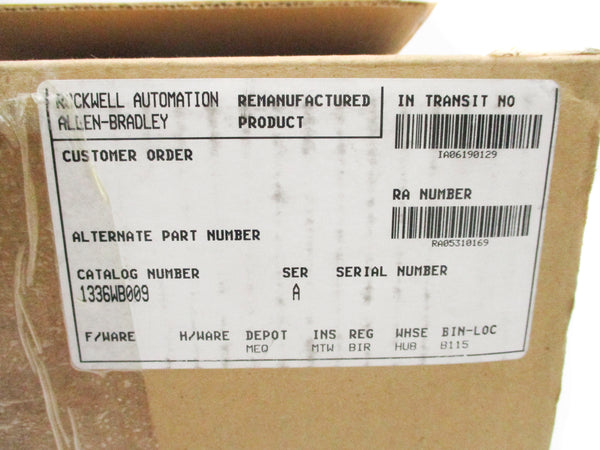 ROCKWELL AUTOMATION REMANUFACTURED IN TRANSIT NO
ALLEN-BRADLEY PRODUCT
IA06190129
CUSTOMER ORDER
RA NUMBER
RA05310169
ALTERNATE PART NUMBER
CATALOG NUMBER SER SERIAL NUMBER
1336WB009 A
F/WARE H/WARE DEPOT INS REG WHSE BIN-LOC
MEQ MTW BIR HUB B115